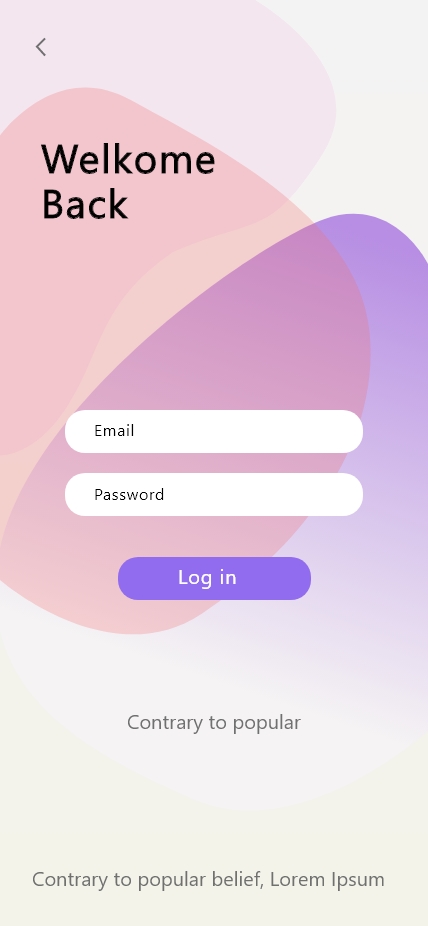 Welkome
Back
Email
Password
Log in
Contrary to popular
Contrary to popular belief, Lorem Ipsum